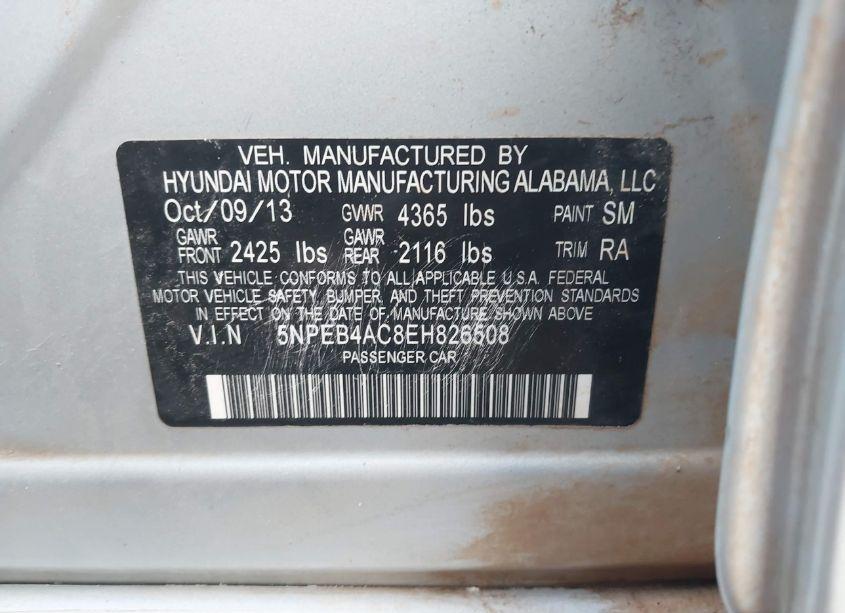 VEH. MANUFACTURED BY
HYUNDAI MOTOR MANUFACTURING ALABAMA, LLC
Oct/09/13 GVWR 4365 lbs PAINT SM
GAWR FRONT 2425 lbs GAWR REAR 2116 lbs TRIM RA
THIS VEHICLE CONFORMS TO ALL APPLICABLE U.S.A. FEDERAL
MOTOR VEHICLE SAFETY, BUMPER, AND THEFT PREVENTION STANDARDS
IN EFFECT ON THE DATE OF MANUFACTURE SHOWN ABOVE.
V.I.N 5NPEB4AC8EH826508
PASSENGER CAR